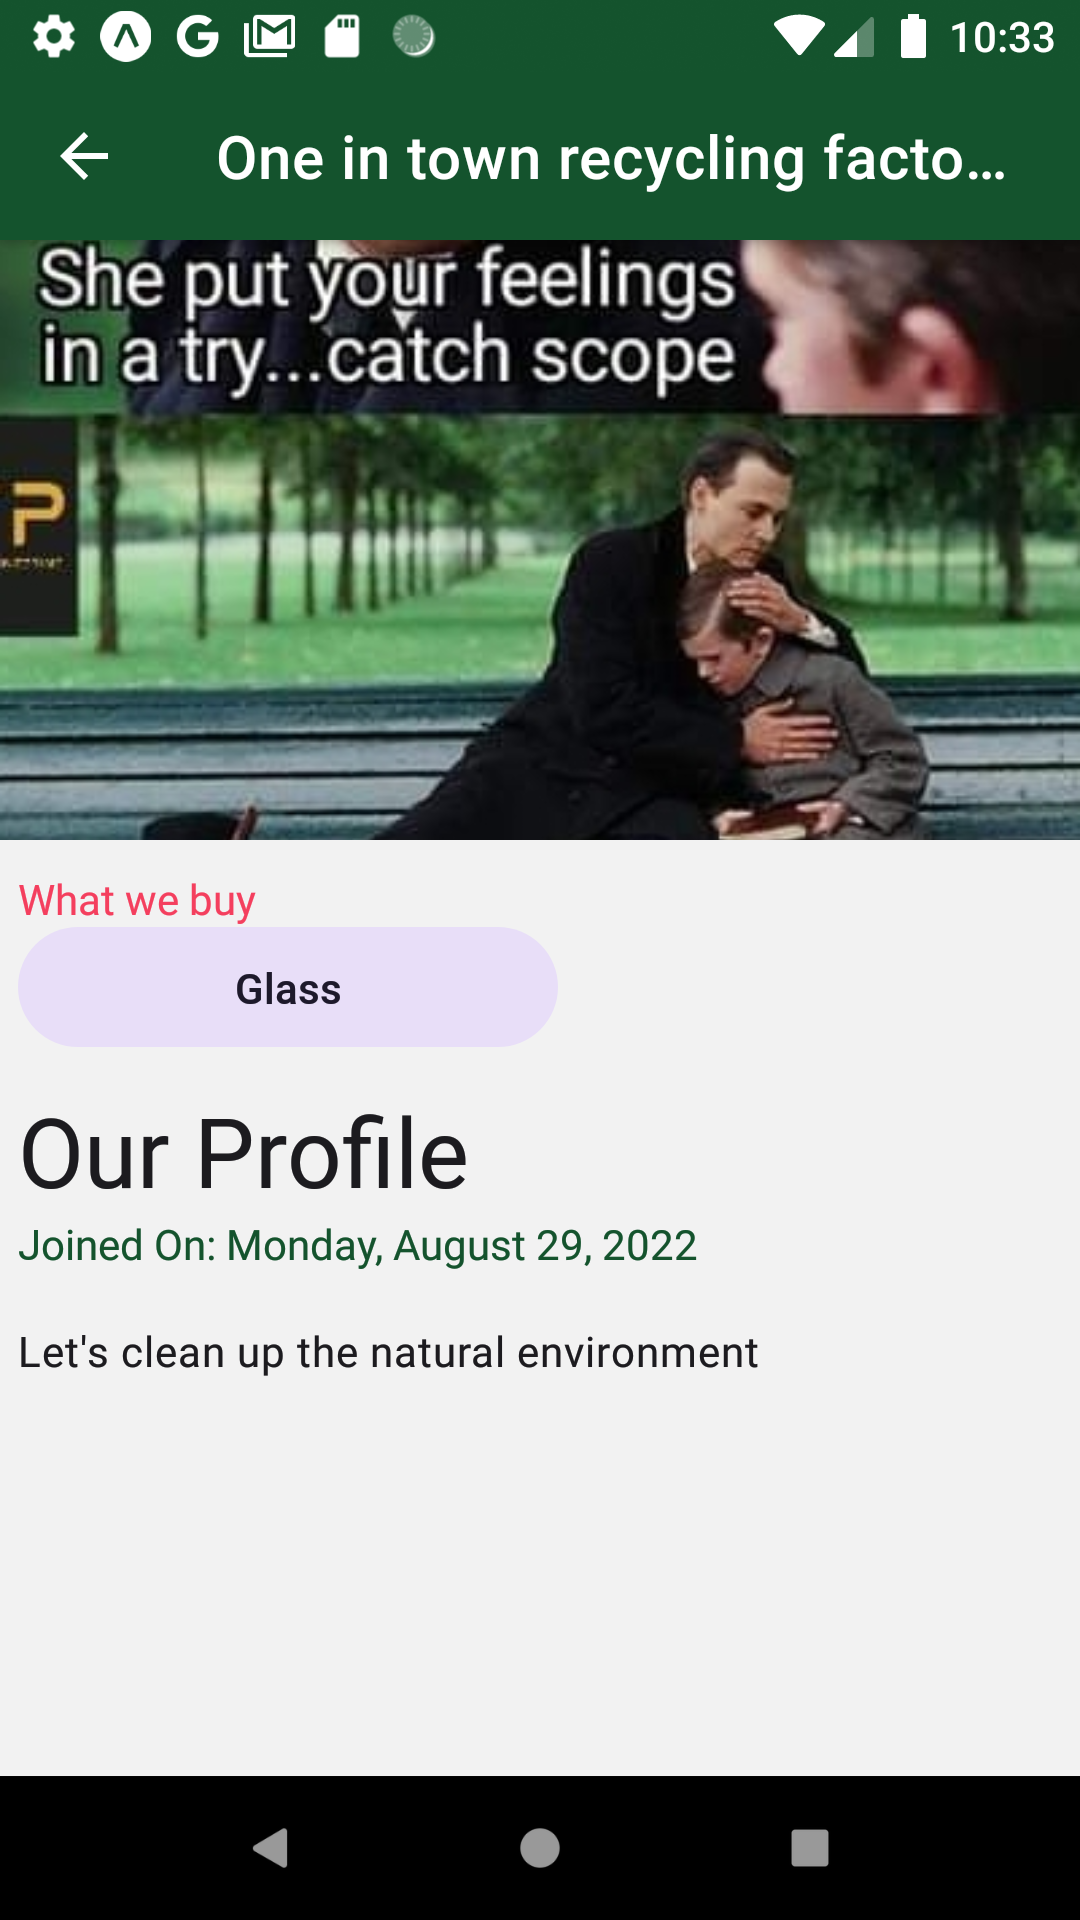 10:33
One in town recycling facto...
She put your feelings
in a try...catch scope
P
What we buy
Glass
Our Profile
Joined On: Monday, August 29, 2022
Let's clean up the natural environment